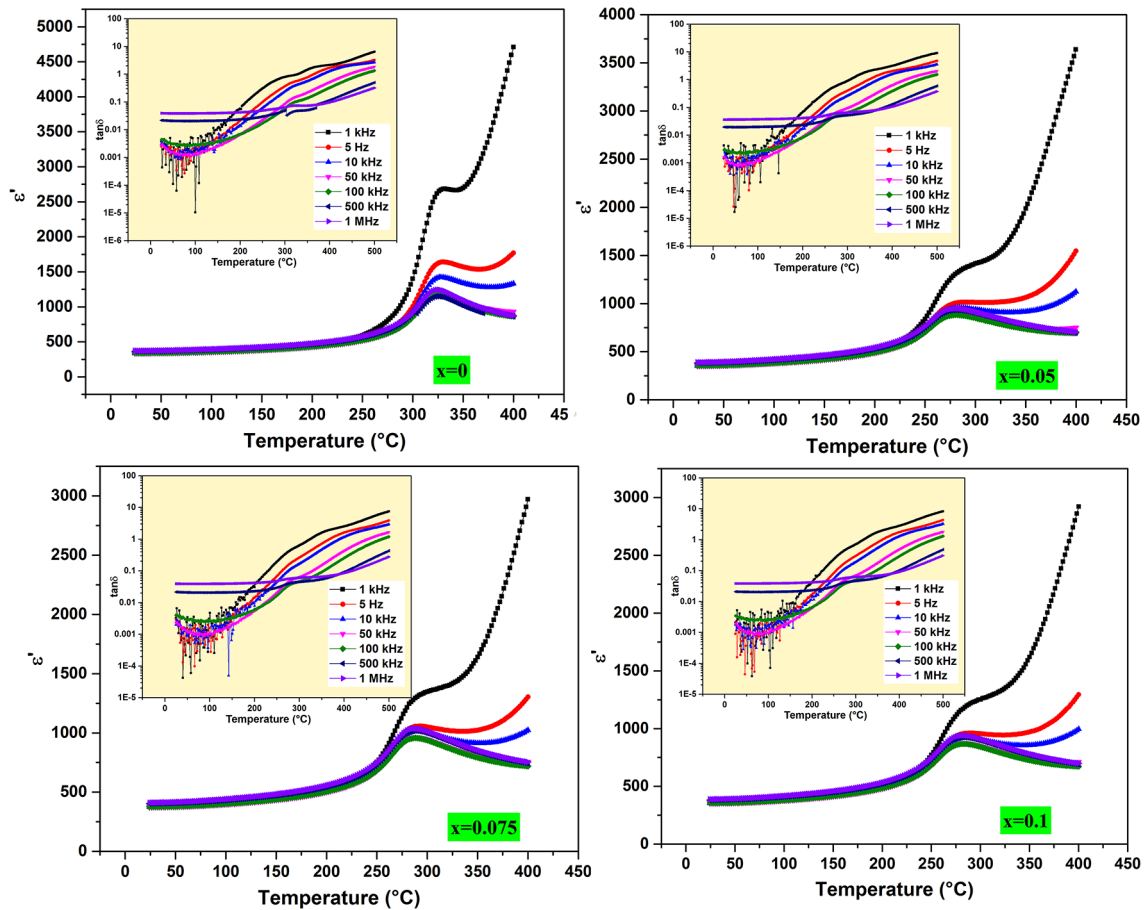 5000
4500
4000
3500
3000
2500
2000
1500
1000
500
0
ε'
0 50 100 150 200 250 300 350 400 45
Temperature (°C)
x=0
100
10
1
0.1
0.01
0.001
1E-4
1E-5
1E-6
tanδ
0 100 200 300 400 500
Temperature (°C)
1 kHz
5 Hz
10 kHz
50 kHz
100 kHz
500 kHz
1 MHz
4000
3500
3000
2500
2000
1500
1000
500
0
ε'
0 50 100 150 200 250 300 350 400 450
Temperature (°C)
x=0.05
100
10
1
0.1
0.01
0.001
1E-4
1E-5
1E-6
tanδ
0 100 200 300 400 500
Temperature (°C)
1 kHz
5 Hz
10 kHz
50 kHz
100 kHz
500 kHz
1 MHz
3000
2500
2000
1500
1000
500
0
ε'
0 50 100 150 200 250 300 350 400 450
Temperature (°C)
x=0.075
100
10
1
0.1
0.01
0.001
1E-4
1E-5
tanδ
0 100 200 300 400 500
Temperature (°C)
1 kHz
5 Hz
10 kHz
50 kHz
100 kHz
500 kHz
1 MHz
3000
2500
2000
1500
1000
500
0
ε'
0 50 100 150 200 250 300 350 400 450
Temperature (°C)
x=0.1
100
10
1
0.1
0.01
0.001
1E-4
1E-5
tanδ
0 100 200 300 400 500
Temperature (°C)
1 kHz
5 Hz
10 kHz
50 kHz
100 kHz
500 kHz
1 MHz